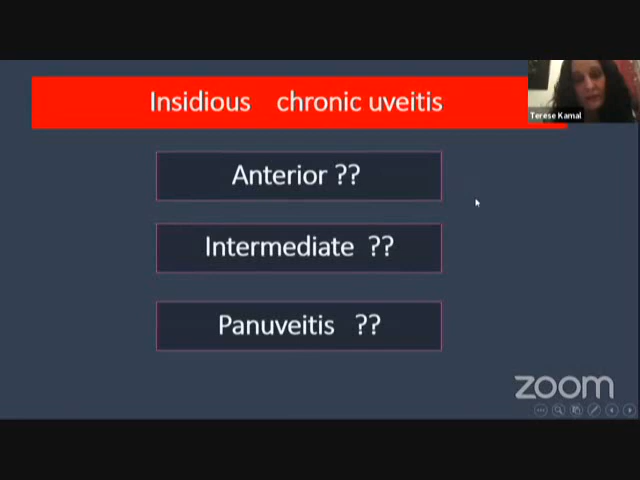 Insidious chronic uveitis
Terese Kamal
Anterior ??
Intermediate ??
Panuveitis ??
zoom